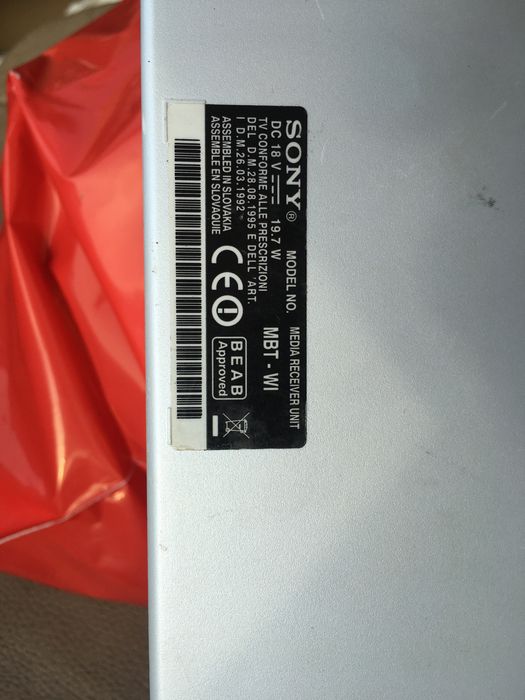 SONY® MEDIA RECEIVER UNIT
MODEL NO. MBT - WI
DC 18 V 19.7 W
TV CONFORME ALLE PRESCRIZIONI
DEL D.M.28.08.1995 E DELL'ART.
I D.M.26.03.1992
ASSEMBLED IN SLOVAKIA
ASSEMBLE EN SLOVAQUIE
CE
BEAB
Approved